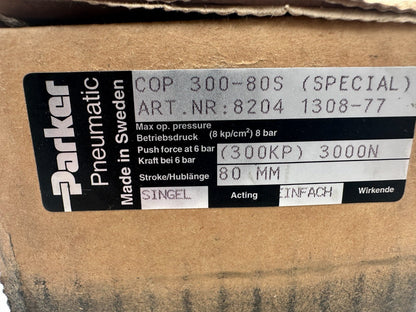 Parker
Pneumatic
Made in Sweden
COP 300-80S (SPECIAL)
ART.NR:8204 1308-77
Max op. pressure
Betriebsdruck (8 kp/cm²) 8 bar
Push force at 6 bar
Kraft bei 6 bar
(300KP) 3000N
Stroke/Hublänge
80 MM
SINGEL Acting EINFACH Wirkende